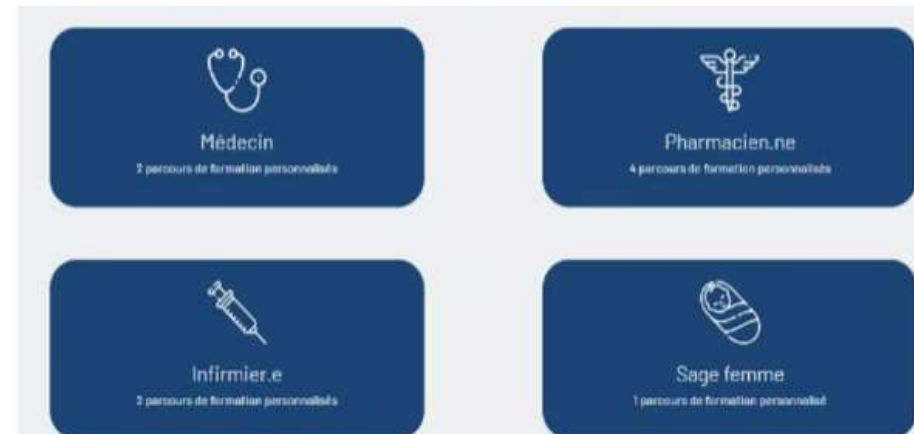 Médecin
2 parcours de formation personnalisés
Pharmacien.ne
4 parcours de formation personnalisés
Infirmier.e
parcours de formation personnalisés
Sage femme
1 parcours de formation personnalisé